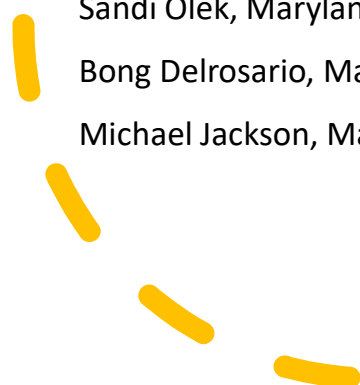 Sandi Olek, Marylan
Bong Delrosario, Ma
Michael Jackson, Ma